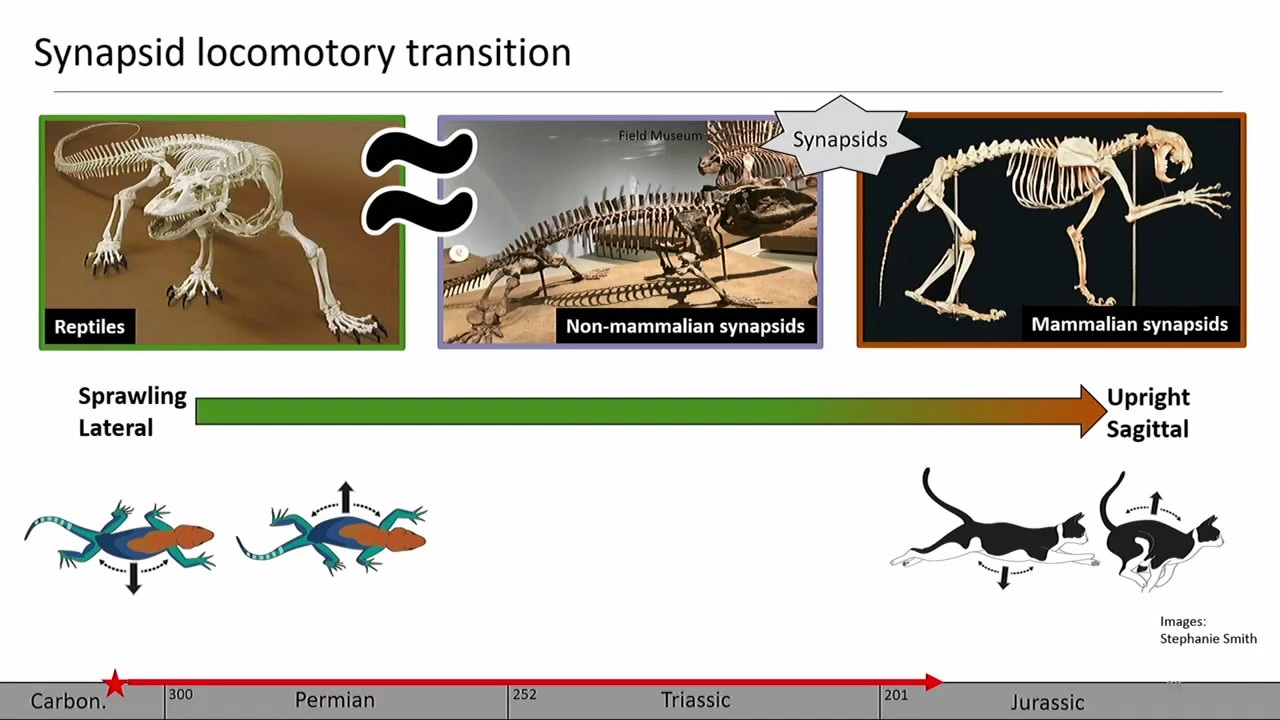 Synapsid locomotory transition
Field Museum
Synapsids
Reptiles
Non-mammalian synapsids
Mammalian synapsids
Sprawling
Lateral
Upright
Sagittal
Images:
Stephanie Smith
Carbon.
300
Permian
252
Triassic
201
Jurassic